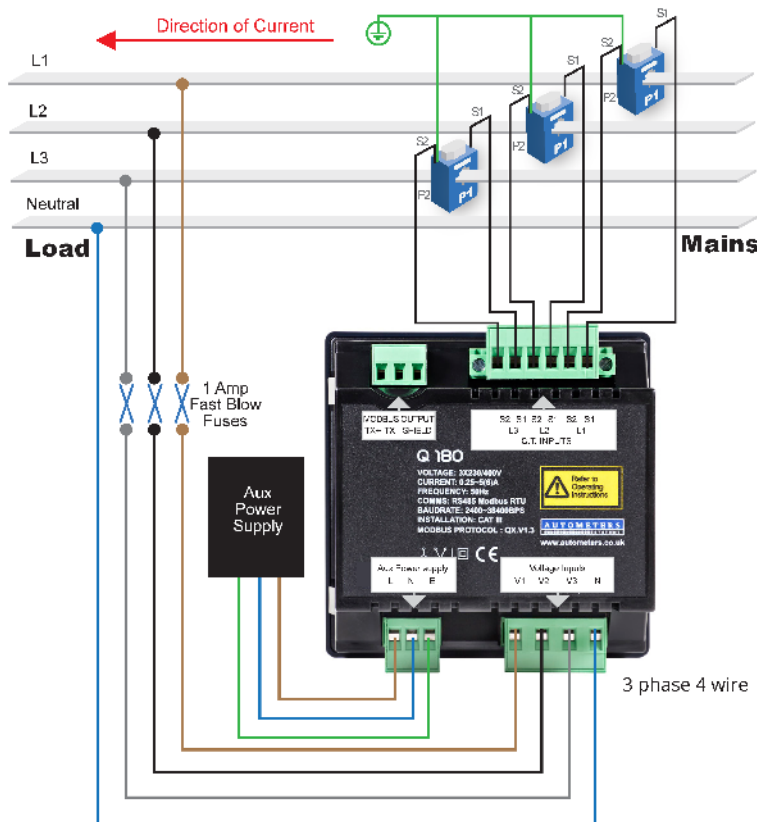 Direction of Current
L1
L2
L3
Neutral
Load
Mains
S2
S1
P2
P1
S2
S1
P2
P1
S2
S1
P2
P1
1 Amp
Fast Blow
Fuses
Aux
Power
Supply
MODBUS OUTPUT
TX+ TX- SHIELD
S2 S1 S2 S1 S2 S1
L3 L2 L1
C.T. INPUTS
Q 180
VOLTAGE: 3X230/400V
CURRENT: 0.25-5(6)A
FREQUENCY: 50Hz
COMMS: RS485 Modbus RTU
BAUDRATE: 2400-38400BPS
INSTALLATION: CAT III
MODBUS PROTOCOL : QX.V1.3
Refer to
Operating
Instructions
AUTOMETERS
www.autometers.co.uk
CE
Aux Power supply
L N E
Voltage Inputs
V1 V2 V3 N
3 phase 4 wire